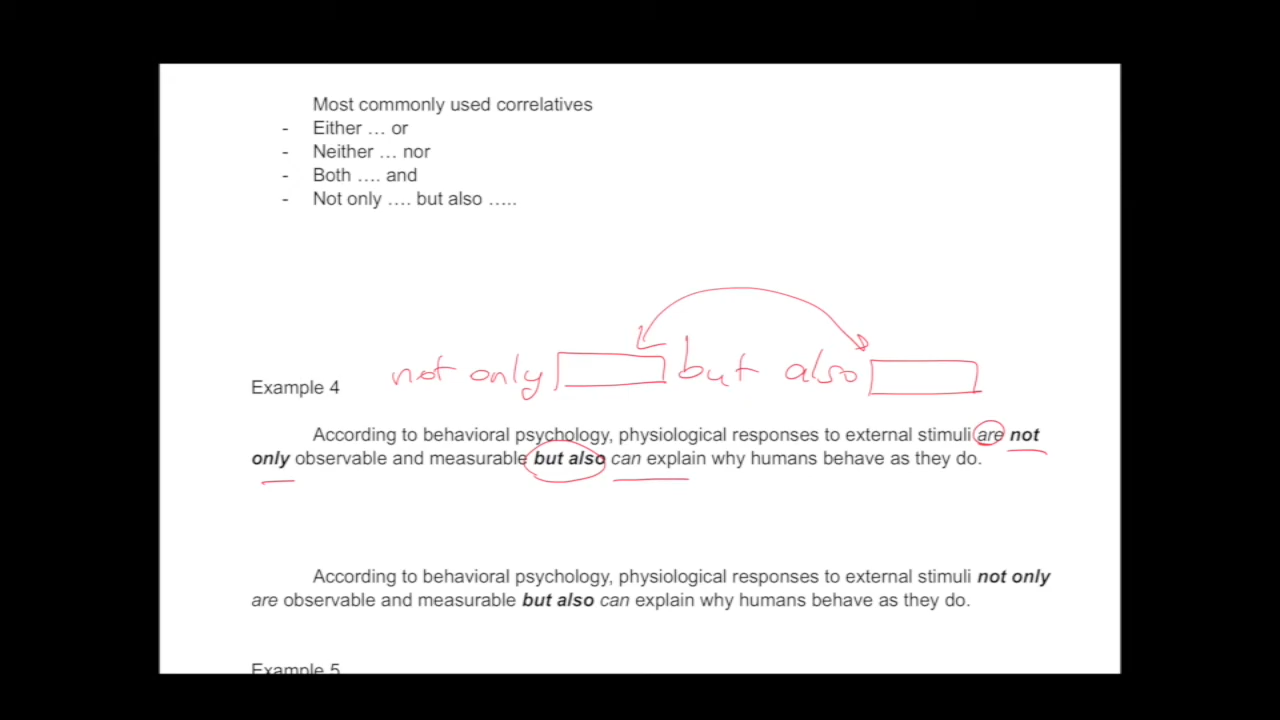 Most commonly used correlatives
- Either … or
- Neither … nor
- Both …. and
- Not only …. but also …..
not only but also
Example 4
According to behavioral psychology, physiological responses to external stimuli are not
only observable and measurable but also can explain why humans behave as they do.
According to behavioral psychology, physiological responses to external stimuli not only
are observable and measurable but also can explain why humans behave as they do.
Example 5